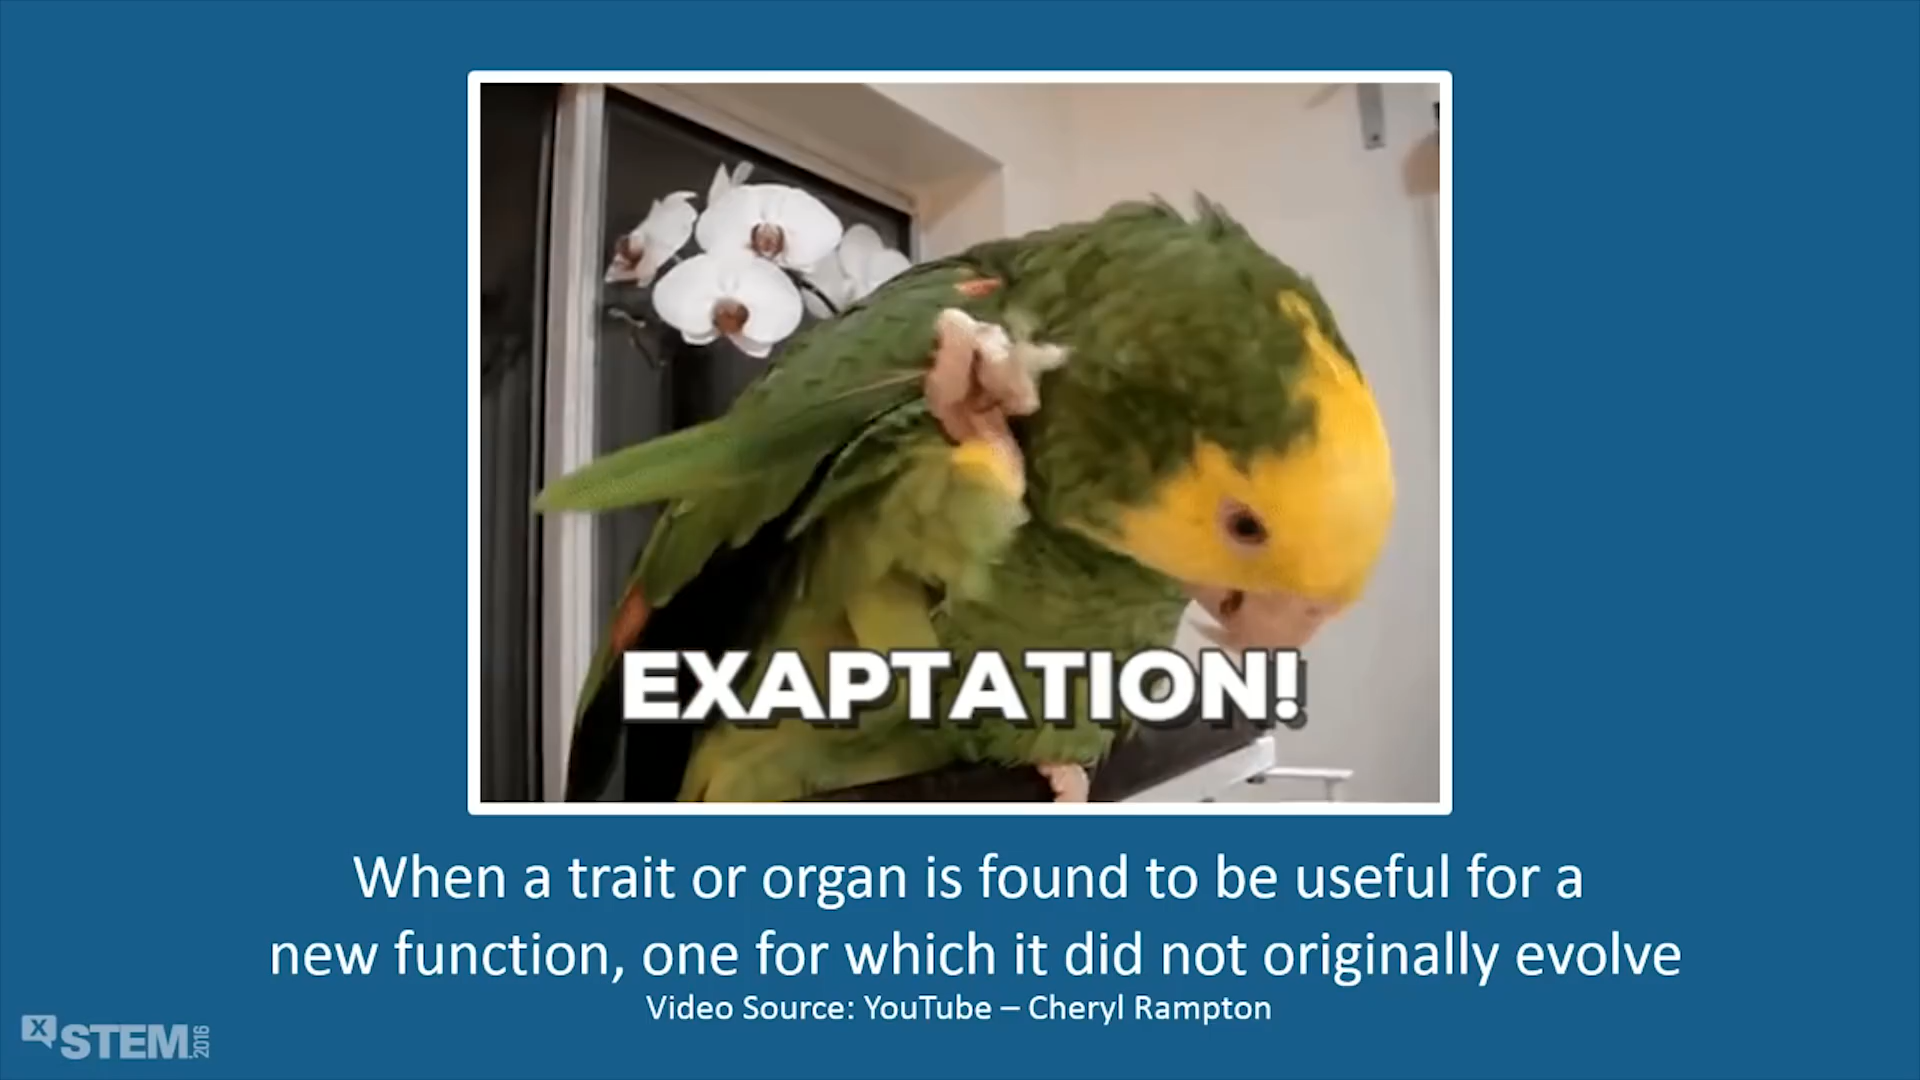 EXAPTATION!
When a trait or organ is found to be useful for a
new function, one for which it did not originally evolve
Video Source: YouTube – Cheryl Rampton
X STEM 2016